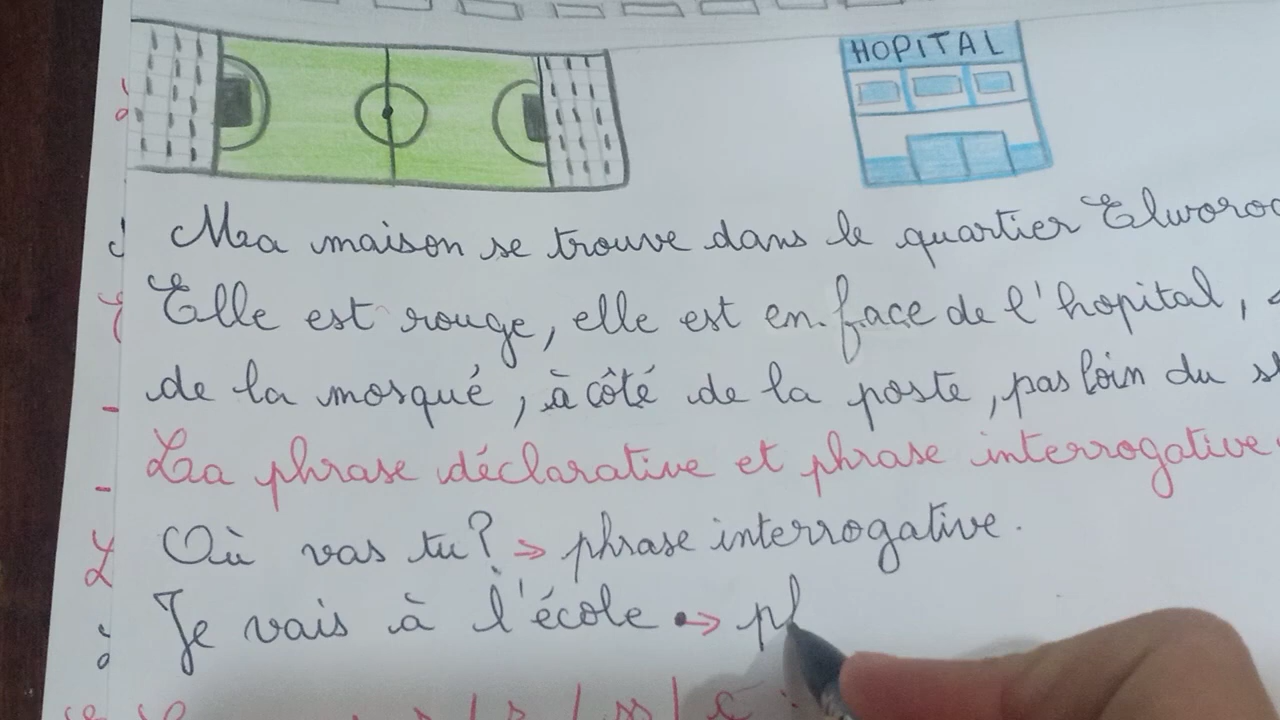 HOPITAL
Ma maison se trouve dans le quartier
Elle est rouge, elle est en face de l'hopital,
de la mosqué, à côté de la poste, pas loin du
La phrase déclarative et phrase interrogative.
Où vas tu? → phrase interrogative.
Je vais à l'école. → ph